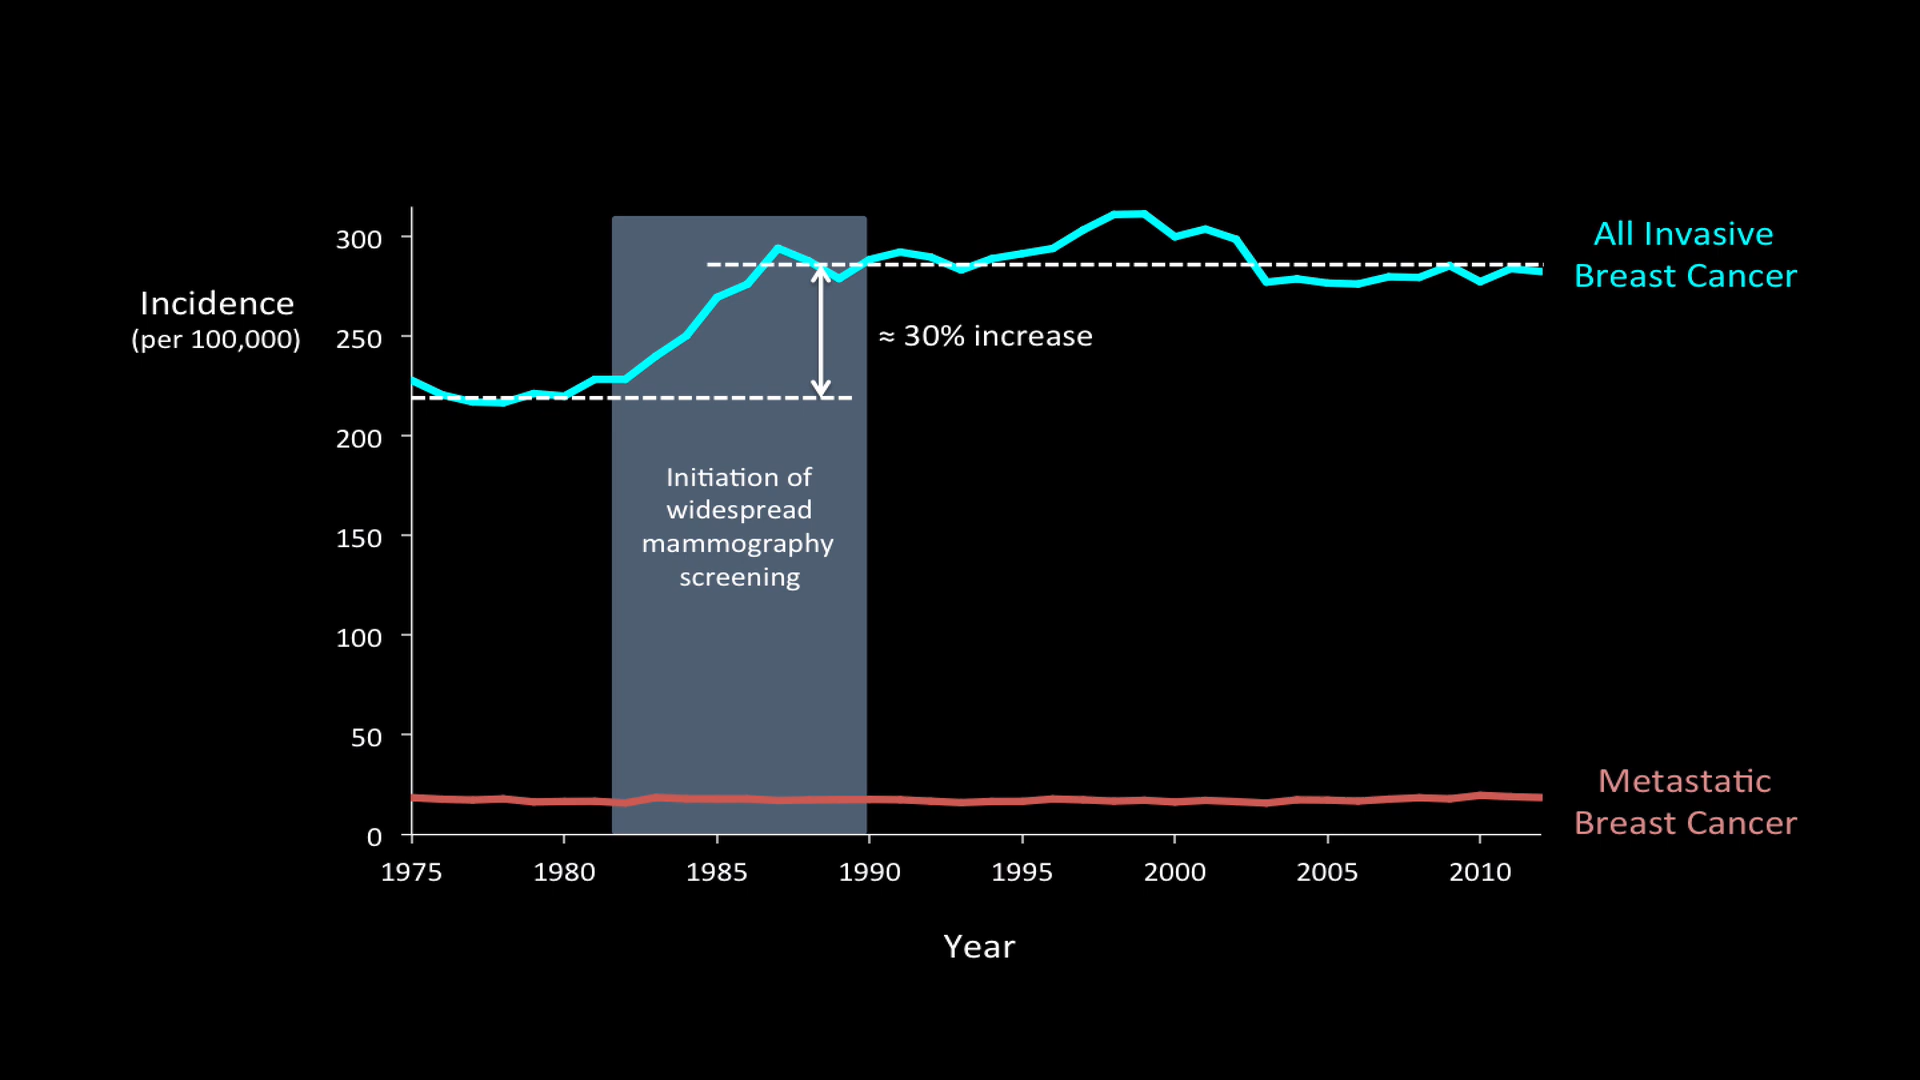 All Invasive
Breast Cancer
Incidence
(per 100,000)
300
250
200
150
100
50
0
≈ 30% increase
Initiation of
widespread
mammography
screening
Metastatic
Breast Cancer
1975 1980 1985 1990 1995 2000 2005 2010
Year